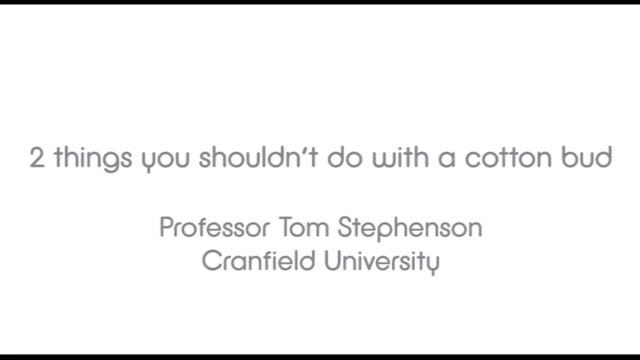 2 things you shouldn't do with a cotton bud
Professor Tom Stephenson
Cranfield University